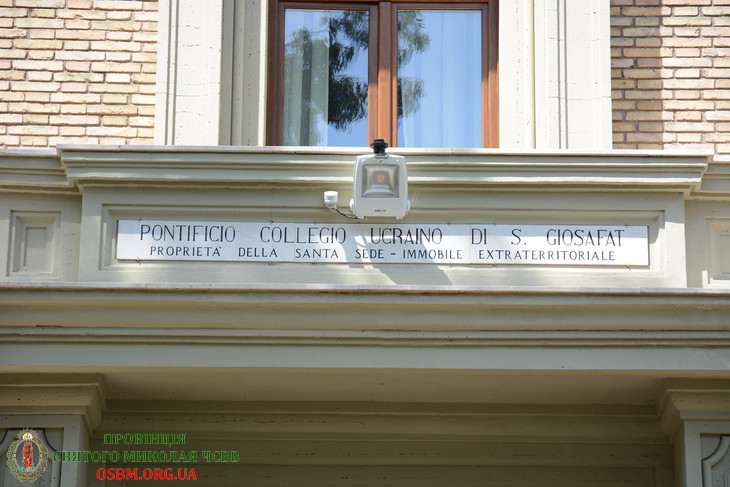 PONTIFICIO COLLEGIO UCRAINO DI S. GIOSAFAT
PROPRIETA' DELLA SANTA SEDE - IMMOBILE EXTRATERRITORIALE
ПРОВІНЦІЯ
СВЯТОГО МИКОЛАЯ ЧСВВ
OSBM.ORG.UA